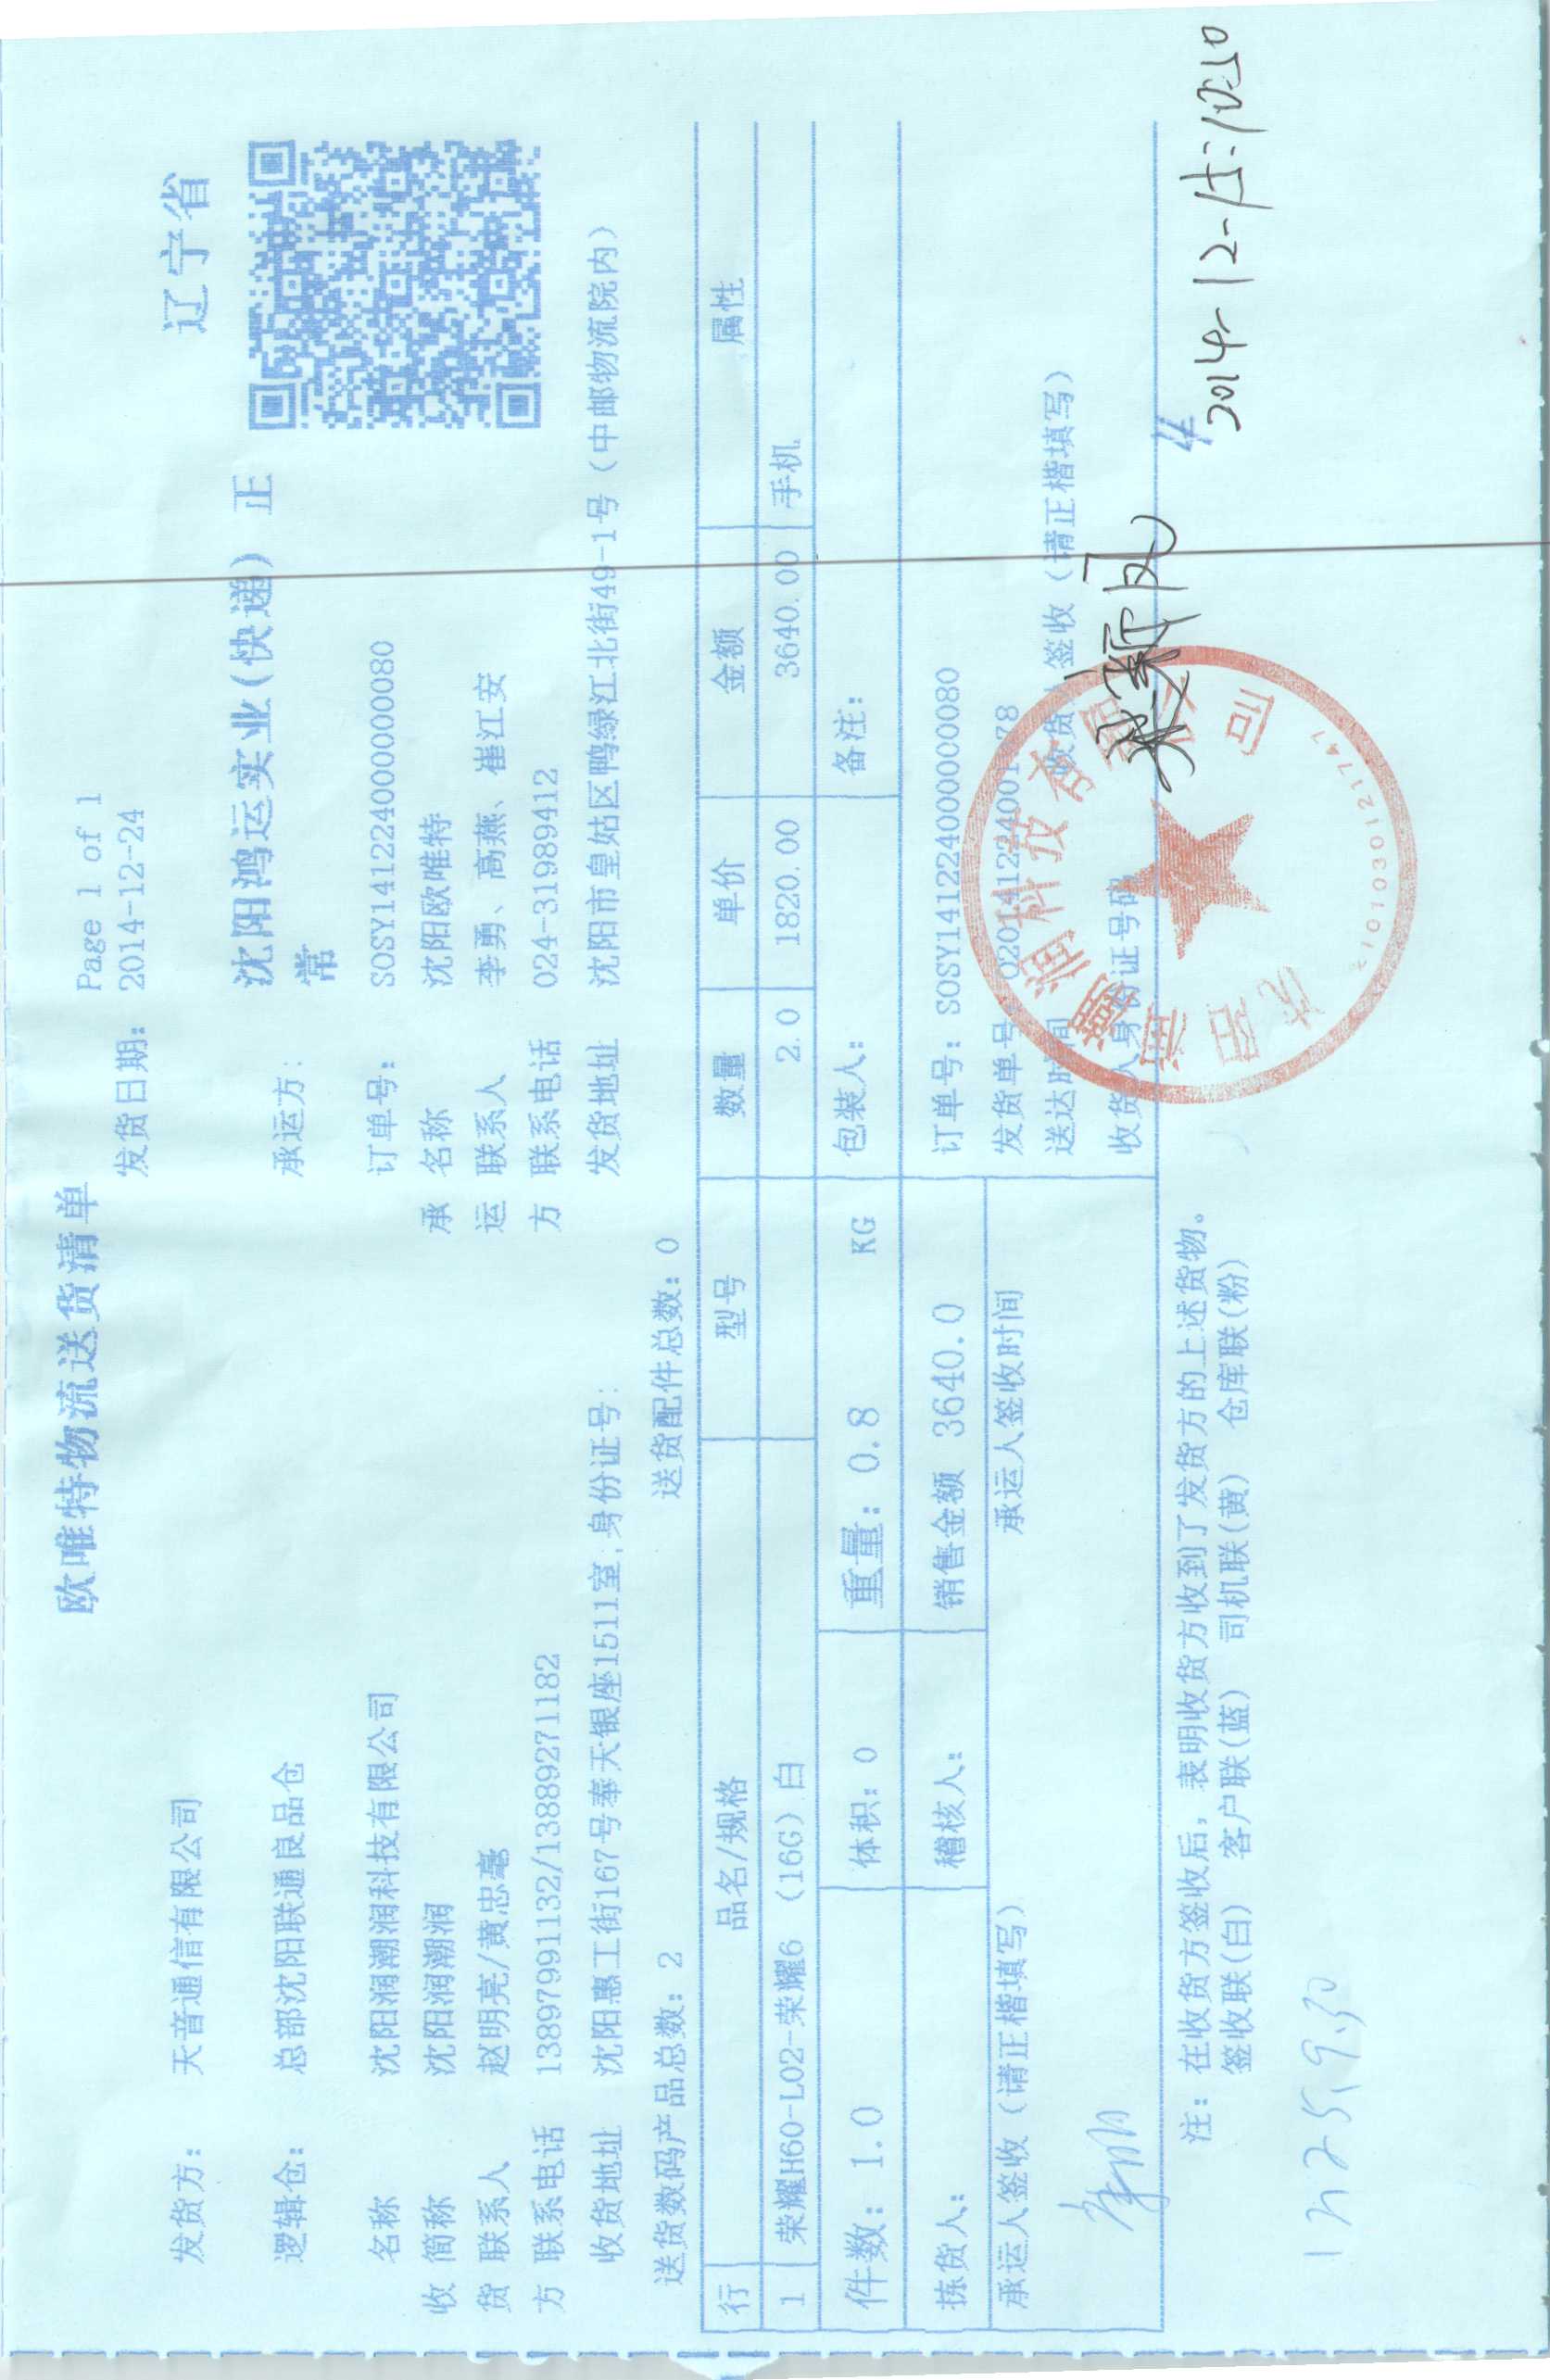 欧唯特物流送货清单
Page 1 of 1
发货日期: 2014-12-24
辽宁省
发货方: 天音通信有限公司
逻辑仓: 总部沈阳联通良品仓
承运方: 沈阳鸿运实业(快递) 正常
订单号: SOSY14122400000080
收货方
名称 沈阳润潮润科技有限公司
简称 沈阳润潮润
联系人 赵明亮/黄忠毫
联系电话 13897991132/13889271182
收货地址 沈阳惠工街167号奉天银座1511室;身份证号:
承运方
名称 沈阳欧唯特
联系人 李勇、高燕、崔江安
联系电话 024-31989412
发货地址 沈阳市皇姑区鸭绿江北街49-1号(中邮物流院内)
送货数码产品总数: 2 送货配件总数: 0
行 品名/规格 型号 数量 单价 金额 属性
1 荣耀H60-L02-荣耀6 (16G) 白 2.0 1820.00 3640.00 手机
件数: 1.0 体积: 0 重量: 0.8 KG 包装人: 备注:
拣货人: 稽核人: 销售金额 3640.0 订单号: SOSY14122400000080
承运人签收(请正楷填写) 承运人签收时间
发货单号
送达时间 收货 签收(请正楷填写)
收货人身份证号码
2014-12-
注: 在收货方签收后, 表明收货方收到了发货方的上述货物。
签收联(白) 客户联(蓝) 司机联(黄) 仓库联(粉)